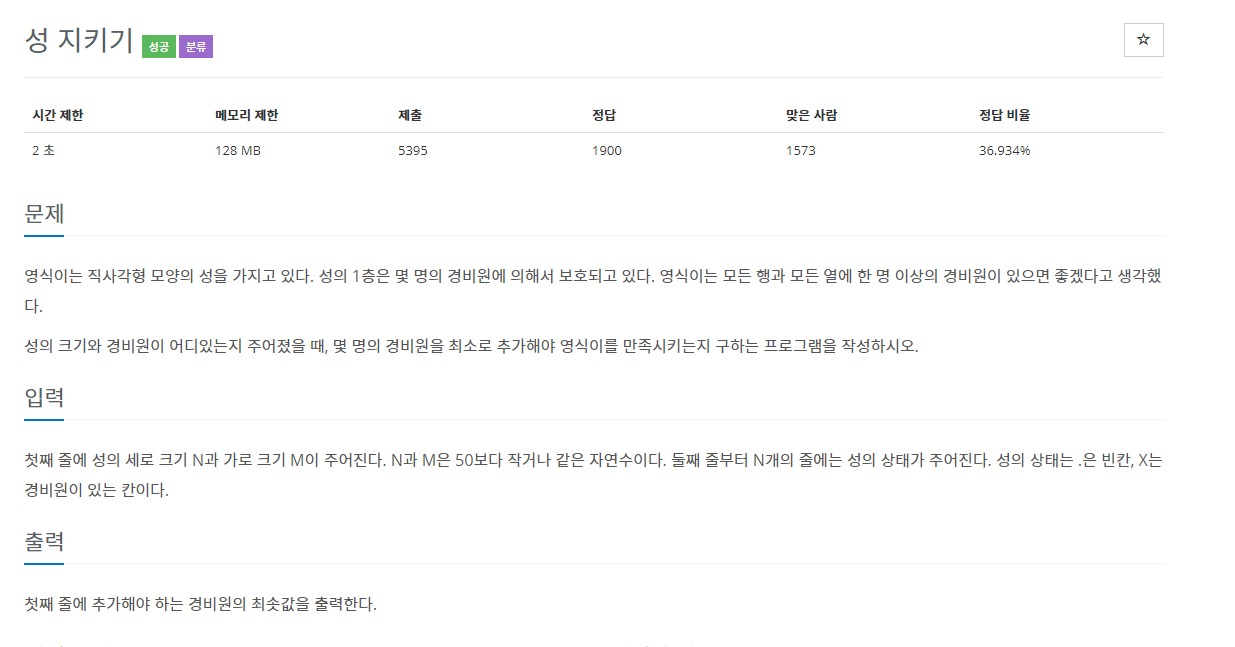 성 지키기 성공 분류
☆
시간 제한 메모리 제한 제출 정답 맞은 사람 정답 비율
2 초 128 MB 5395 1900 1573 36.934%
문제
영식이는 직사각형 모양의 성을 가지고 있다. 성의 1층은 몇 명의 경비원에 의해서 보호되고 있다. 영식이는 모든 행과 모든 열에 한 명 이상의 경비원이 있으면 좋겠다고 생각했
다.
성의 크기와 경비원이 어디있는지 주어졌을 때, 몇 명의 경비원을 최소로 추가해야 영식이를 만족시키는지 구하는 프로그램을 작성하시오.
입력
첫째 줄에 성의 세로 크기 N과 가로 크기 M이 주어진다. N과 M은 50보다 작거나 같은 자연수이다. 둘째 줄부터 N개의 줄에는 성의 상태가 주어진다. 성의 상태는 .은 빈칸, X는
경비원이 있는 칸이다.
출력
첫째 줄에 추가해야 하는 경비원의 최솟값을 출력한다.